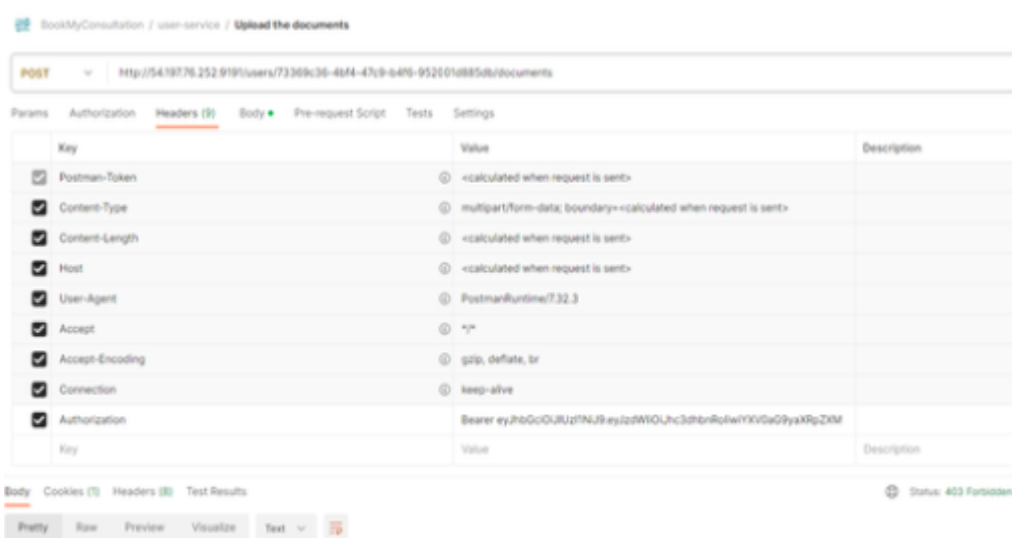 BookMyConsultation / user-service / Upload the documents
POST http://54.197.76.252:9191/users/73369c36-4bf4-47c9-b4f6-952001d885db/documents
Params Authorization Headers (9) Body Pre-request Script Tests Settings
Key Value Description
Postman-Token <calculated when request is sent>
Content-Type multipart/form-data; boundary=<calculated when request is sent>
Content-Length <calculated when request is sent>
Host <calculated when request is sent>
User-Agent PostmanRuntime/7.32.3
Accept */*
Accept-Encoding gzip, deflate, br
Connection keep-alive
Authorization Bearer
Key Value Description
Body Cookies (1) Headers (8) Test Results Status: 403 Forbidden
Pretty Raw Preview Visualize Text